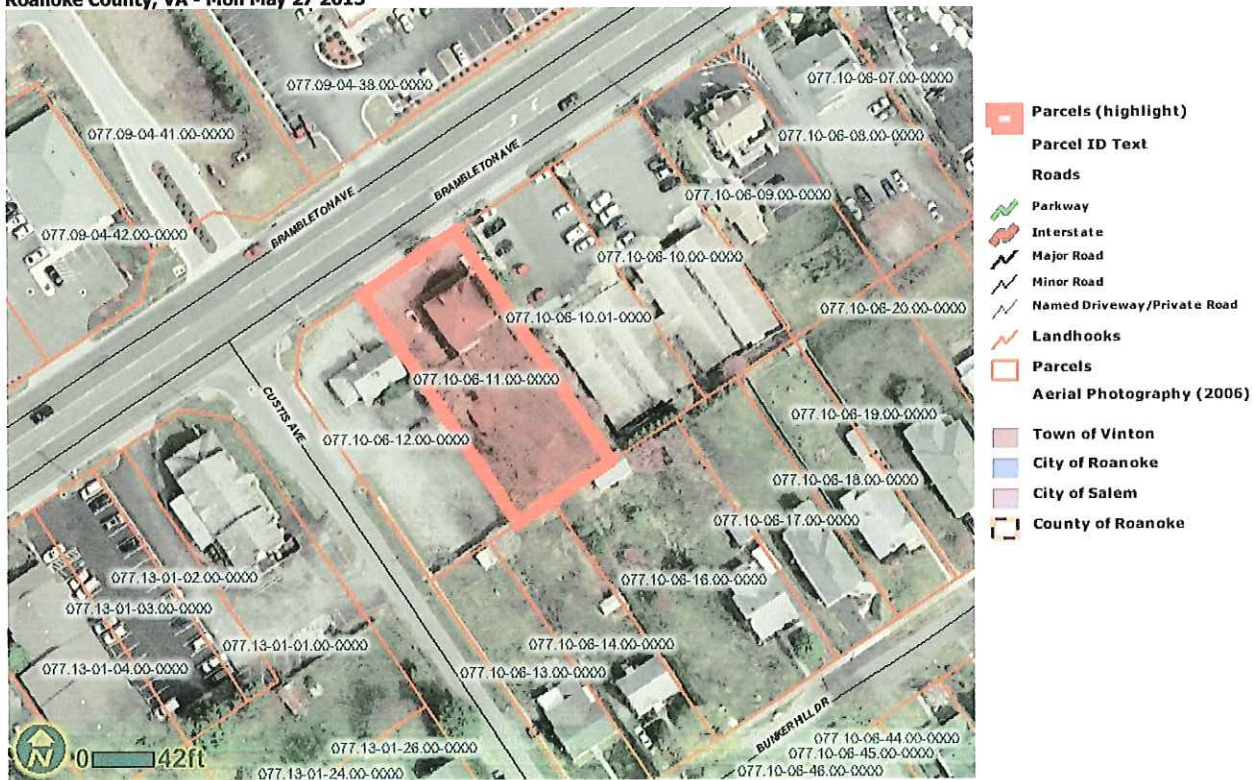 Roanoke County, VA - Mon May 27 2013
077.09-04-38.00-0000
077.10-06-07.00-0000
077.09-04-41.00-0000
077.10-06-08.00-0000
BRAMBLETON AVE
BRAMBLETON AVE
077.10-06-09.00-0000
077.09-04-42.00-0000
077.10-06-10.00-0000
077.10-06-20.00-0000
077.10-06-10.01-0000
077.10-06-11.00-0000
CUSTIS AVE
077.10-06-19.00-0000
077.10-06-12.00-0000
077.10-06-18.00-0000
077.10-06-17.00-0000
077.13-01-02.00-0000
077.10-06-16.00-0000
077.13-01-03.00-0000
077.13-01-01.00-0000
077.10-06-14.00-0000
077.13-01-04.00-0000
077.10-06-13.00-0000
BUNKER HILL DR
077.10-06-44.00-0000
077.13-01-26.00-0000
077.10-06-45.00-0000
077.13-01-24.00-0000
077.10-06-46.00-0000
N
0 42ft
Parcels (highlight)
Parcel ID Text
Roads
Parkway
Interstate
Major Road
Minor Road
Named Driveway/Private Road
Landhooks
Parcels
Aerial Photography (2006)
Town of Vinton
City of Roanoke
City of Salem
County of Roanoke